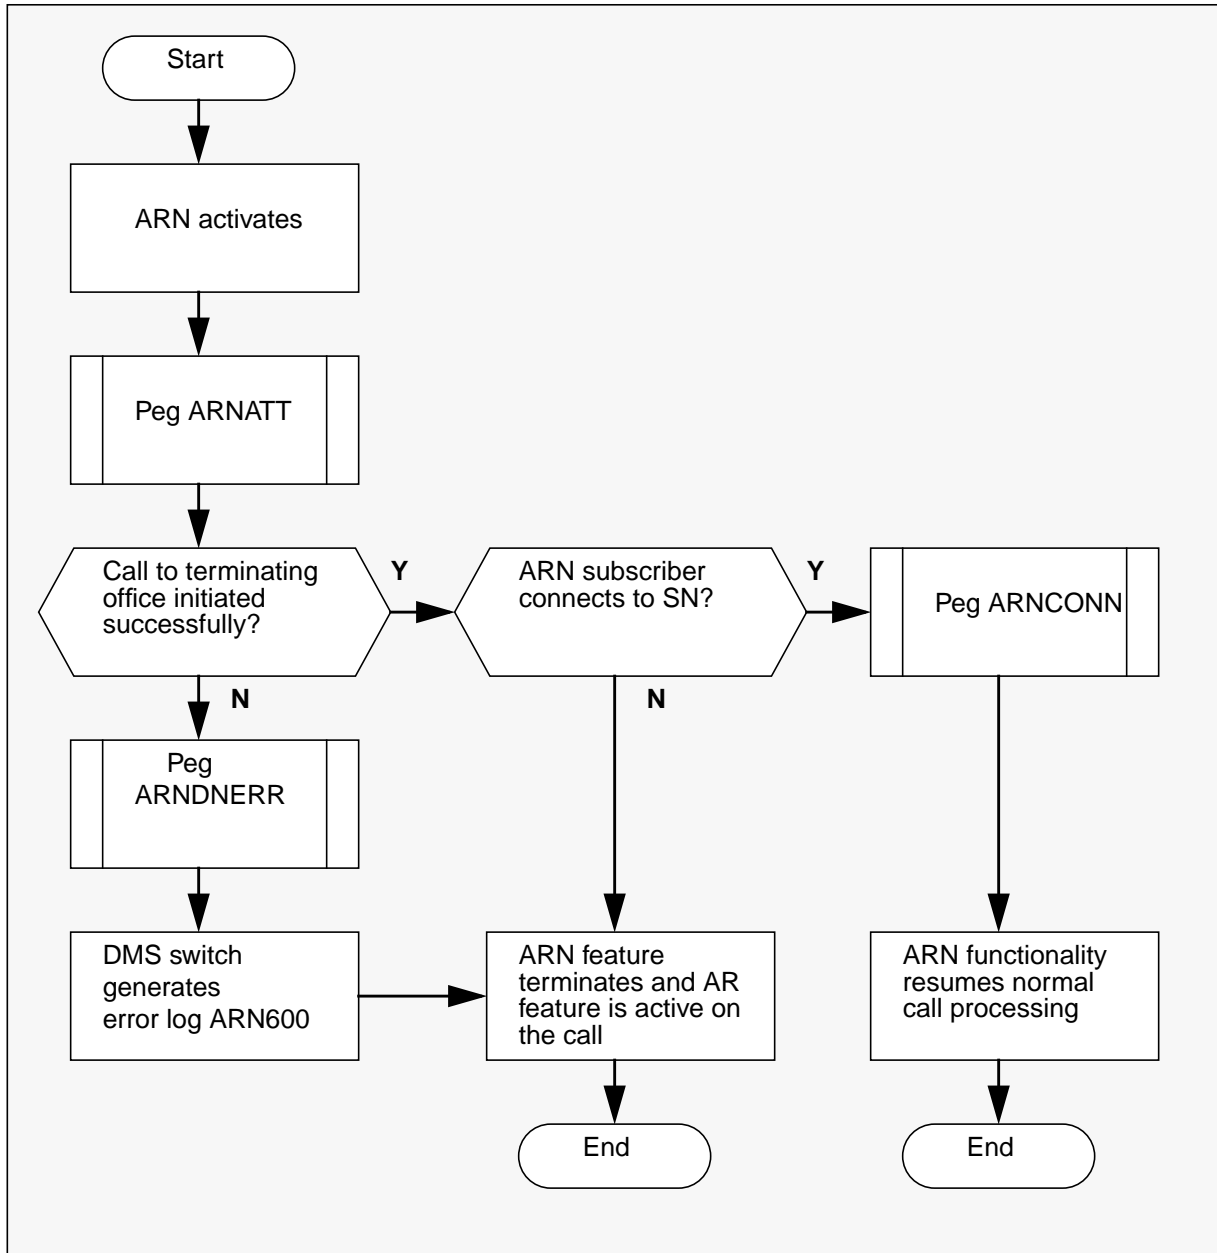 Start
ARN activates
Peg ARNATT
Call to terminating
office initiated
successfully?
Y
ARN subscriber
connects to SN?
Y
Peg ARNCONN
N
N
Peg
ARNDNERR
DMS switch
generates
error log ARN600
ARN feature
terminates and AR
feature is active on
the call
ARN functionality
resumes normal
call processing
End
End